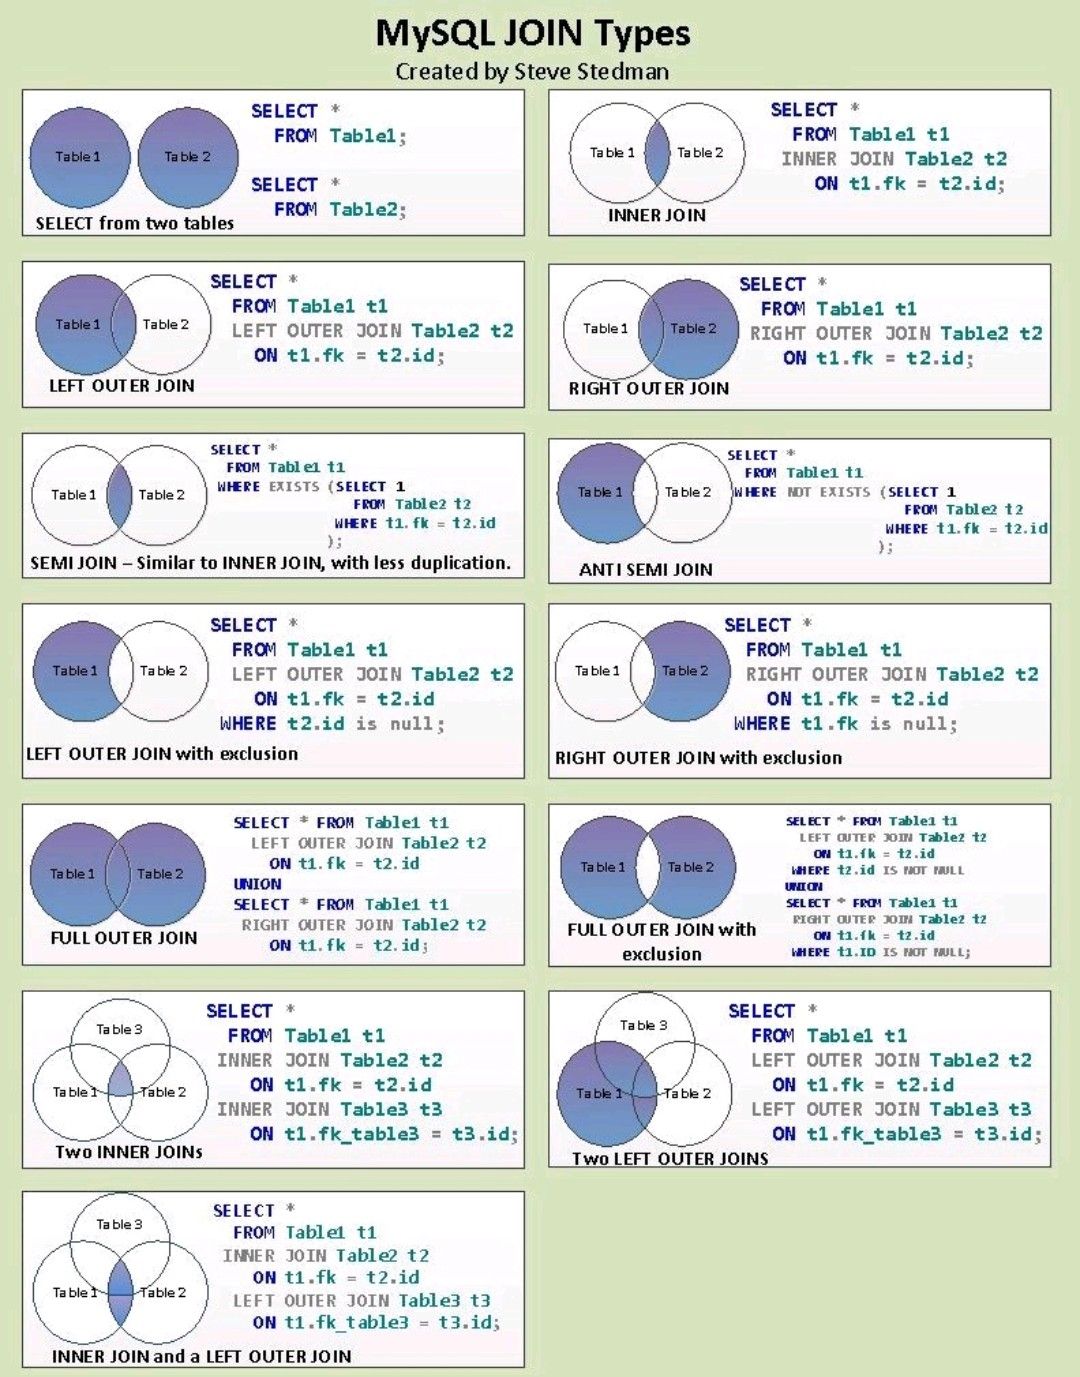 MySQL JOIN Types
Created by Steve Stedman
Table 1
Table 2
SELECT *
FROM Table1;
SELECT *
FROM Table2;
SELECT from two tables
Table 1
Table 2
SELECT *
FROM Table1 t1
INNER JOIN Table2 t2
ON t1.fk = t2.id;
INNER JOIN
Table 1
Table 2
SELECT *
FROM Table1 t1
LEFT OUTER JOIN Table2 t2
ON t1.fk = t2.id;
LEFT OUTER JOIN
Table 1
Table 2
SELECT *
FROM Table1 t1
RIGHT OUTER JOIN Table2 t2
ON t1.fk = t2.id;
RIGHT OUTER JOIN
Table 1
Table 2
SELECT *
FROM Table1 t1
WHERE EXISTS (SELECT 1
FROM Table2 t2
WHERE t1.fk = t2.id
);
SEMI JOIN – Similar to INNER JOIN, with less duplication.
Table 1
Table 2
SELECT *
FROM Table1 t1
WHERE NOT EXISTS (SELECT 1
FROM Table2 t2
WHERE t1.fk = t2.id
);
ANTI SEMI JOIN
Table 1
Table 2
SELECT *
FROM Table1 t1
LEFT OUTER JOIN Table2 t2
ON t1.fk = t2.id
WHERE t2.id is null;
LEFT OUTER JOIN with exclusion
Table 1
Table 2
SELECT *
FROM Table1 t1
RIGHT OUTER JOIN Table2 t2
ON t1.fk = t2.id
WHERE t1.fk is null;
RIGHT OUTER JOIN with exclusion
Table 1
Table 2
SELECT * FROM Table1 t1
LEFT OUTER JOIN Table2 t2
ON t1.fk = t2.id
UNION
SELECT * FROM Table1 t1
RIGHT OUTER JOIN Table2 t2
ON t1.fk = t2.id;
FULL OUTER JOIN
Table 1
Table 2
SELECT * FROM Table1 t1
LEFT OUTER JOIN Table2 t2
ON t1.fk = t2.id
WHERE t2.id IS NOT NULL
UNION
SELECT * FROM Table1 t1
RIGHT OUTER JOIN Table2 t2
ON t1.fk = t2.id
WHERE t1.ID IS NOT NULL;
FULL OUTER JOIN with
exclusion
Table 3
Table 1
Table 2
SELECT *
FROM Table1 t1
INNER JOIN Table2 t2
ON t1.fk = t2.id
INNER JOIN Table3 t3
ON t1.fk_table3 = t3.id;
Two INNER JOINs
Table 3
Table 1
Table 2
SELECT *
FROM Table1 t1
LEFT OUTER JOIN Table2 t2
ON t1.fk = t2.id
LEFT OUTER JOIN Table3 t3
ON t1.fk_table3 = t3.id;
Two LEFT OUTER JOINS
Table 3
Table 1
Table 2
SELECT *
FROM Table1 t1
INNER JOIN Table2 t2
ON t1.fk = t2.id
LEFT OUTER JOIN Table3 t3
ON t1.fk_table3 = t3.id;
INNER JOIN and a LEFT OUTER JOIN